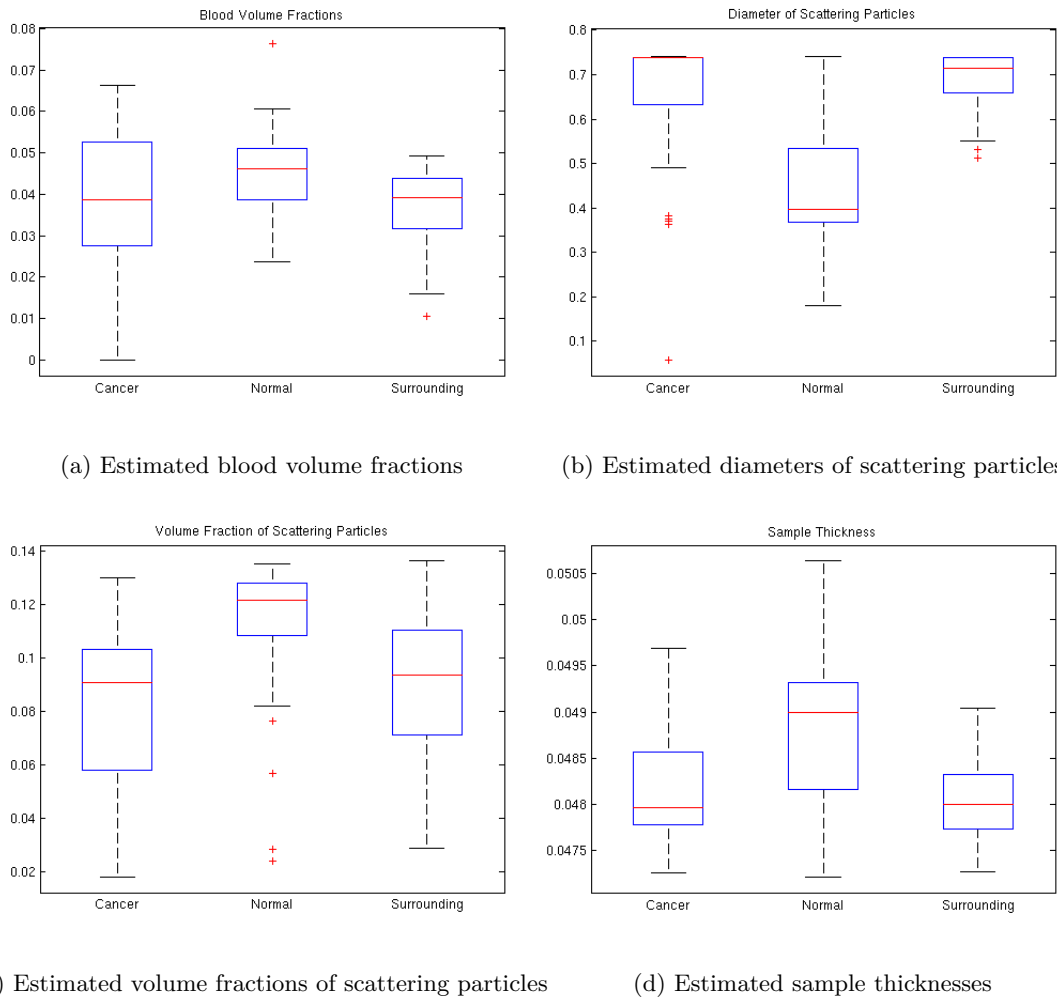 Blood Volume Fractions
0.08
0.07
0.06
0.05
0.04
0.03
0.02
0.01
0
Cancer Normal Surrounding
(a) Estimated blood volume fractions
Diameter of Scattering Particles
0.8
0.7
0.6
0.5
0.4
0.3
0.2
0.1
Cancer Normal Surrounding
(b) Estimated diameters of scattering particles
Volume Fraction of Scattering Particles
0.14
0.12
0.1
0.08
0.06
0.04
0.02
Cancer Normal Surrounding
) Estimated volume fractions of scattering particles
Sample Thickness
0.0505
0.05
0.0495
0.049
0.0485
0.048
0.0475
Cancer Normal Surrounding
(d) Estimated sample thicknesses